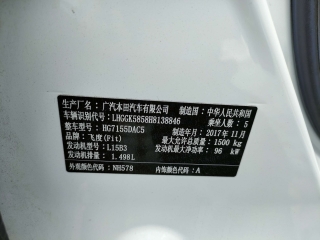 生产厂名: 广汽本田汽车有限公司 制造国: 中华人民共和国
车辆识别代号: LHGGK5858H8138846 乘坐人数: 5
整车型号: HG7155DAC5 制造年月: 2017年11月
品牌: 飞度(Fit) 最大允许总质量: 1500 kg
发动机型号: L15B3 发动机最大净功率: 96 kW
发动机排量: 1.498L
外观颜色代码: NH578 内饰颜色代码: A